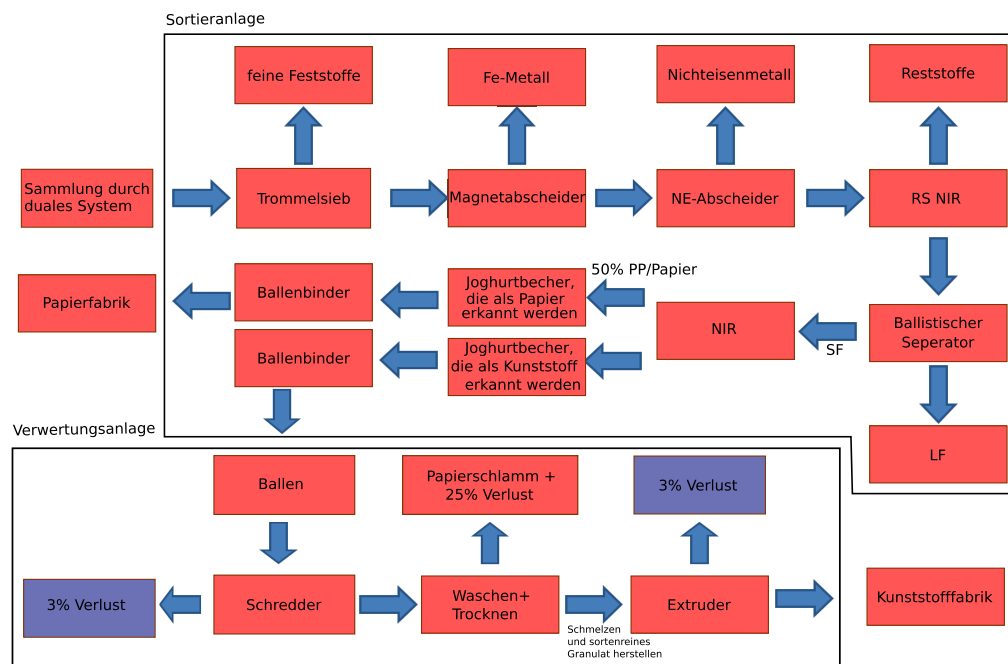 Sortieranlage
feine Feststoffe
Fe-Metall
Nichteisenmetall
Reststoffe
Sammlung durch
duales System
Trommelsieb
Magnetabscheider
NE-Abscheider
RS NIR
Papierfabrik
Ballenbinder
Joghurtbecher,
die als Papier
erkannt werden
50% PP/Papier
NIR
SF
Ballistischer
Seperator
Ballenbinder
Joghurtbecher,
die als Kunststoff
erkannt werden
LF
Verwertungsanlage
Ballen
Papierschlamm +
25% Verlust
3% Verlust
3% Verlust
Schredder
Waschen+
Trocknen
Schmelzen
und sortenreines
Granulat herstellen
Extruder
Kunststofffabrik